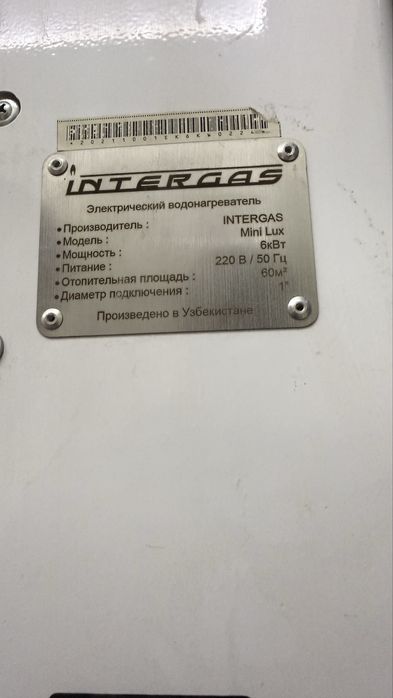 INTERGAS
Электрический водонагреватель
• Производитель : INTERGAS
• Модель : Mini Lux
• Мощность : 6кВт
• Питание : 220 В / 50 Гц
• Отопительная площадь : 60м²
• Диаметр подключения : 1"
Произведено в Узбекистане